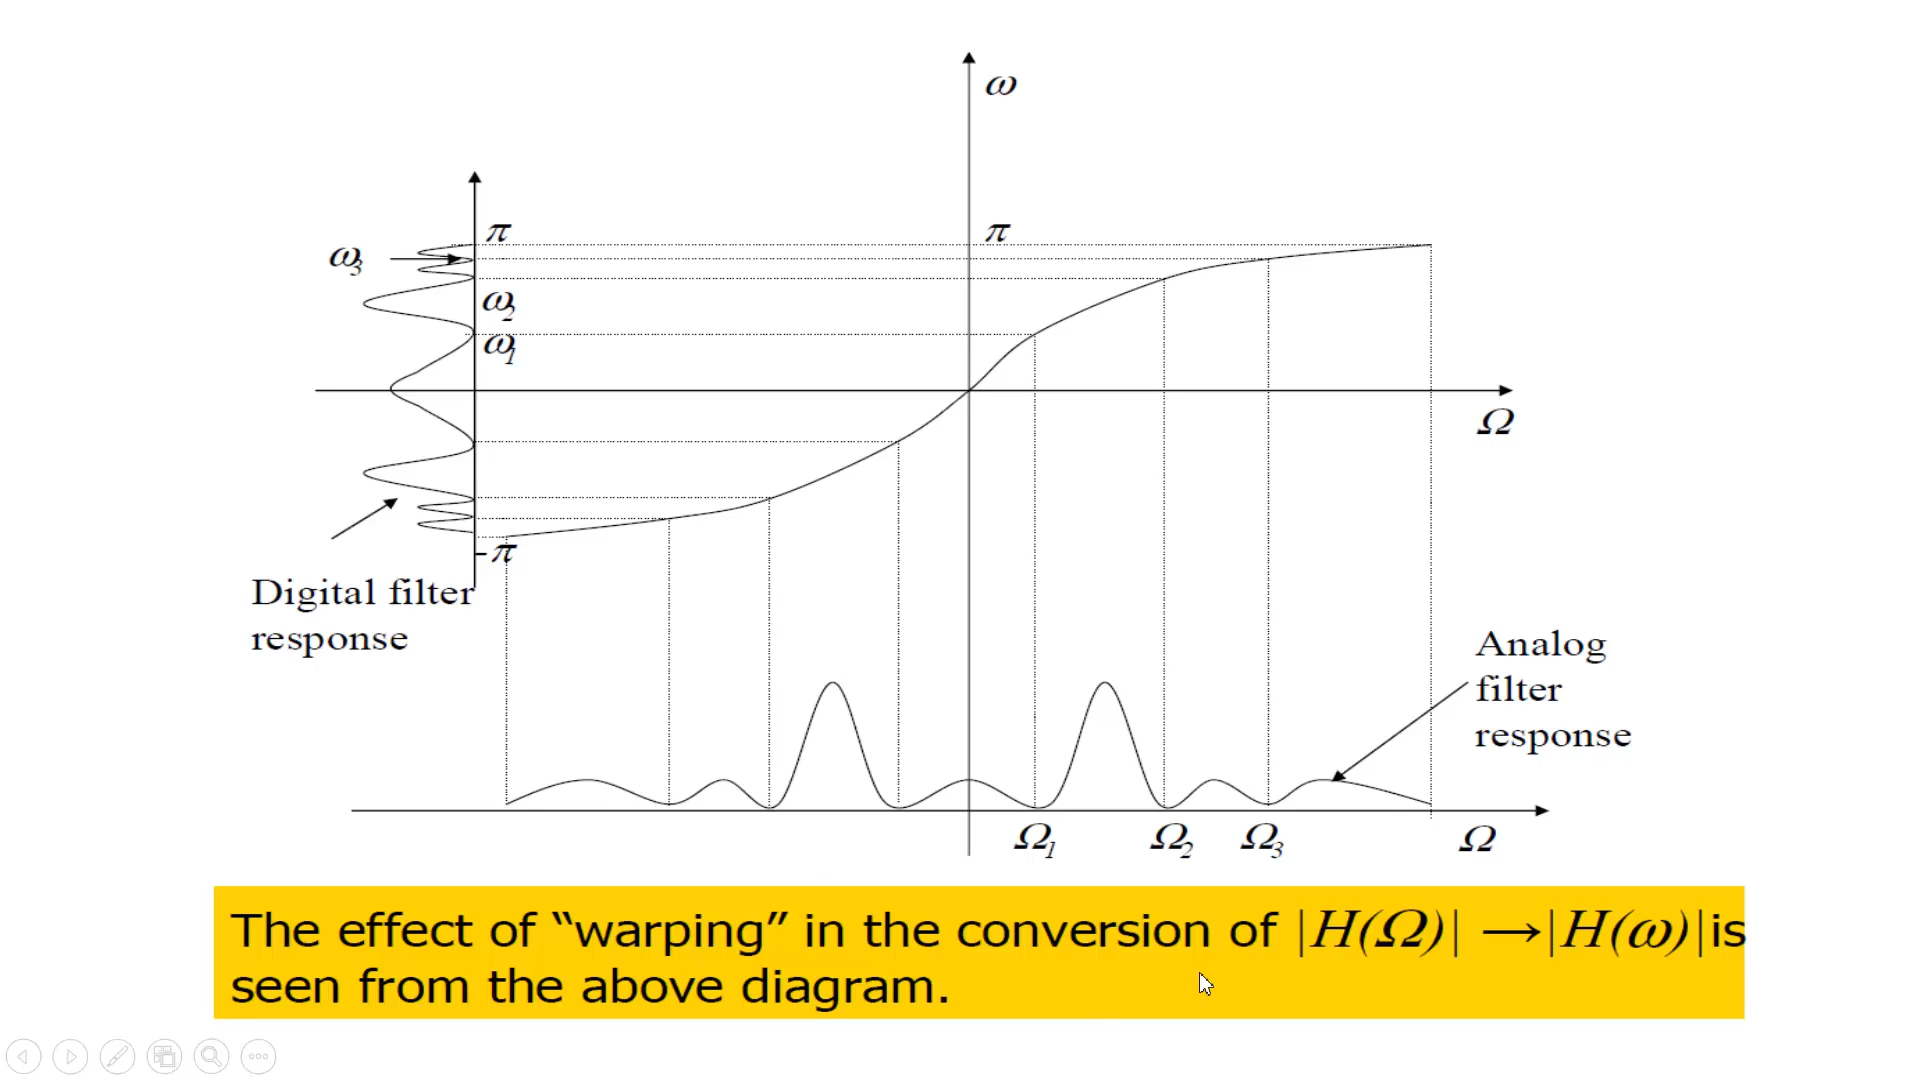 ω
π
π
ω3
ω2
ω1
Ω
-π
Digital filter
response
Analog
filter
response
Ω1
Ω2
Ω3
Ω
The effect of “warping” in the conversion of |H(Ω)| →|H(ω)|is
seen from the above diagram.